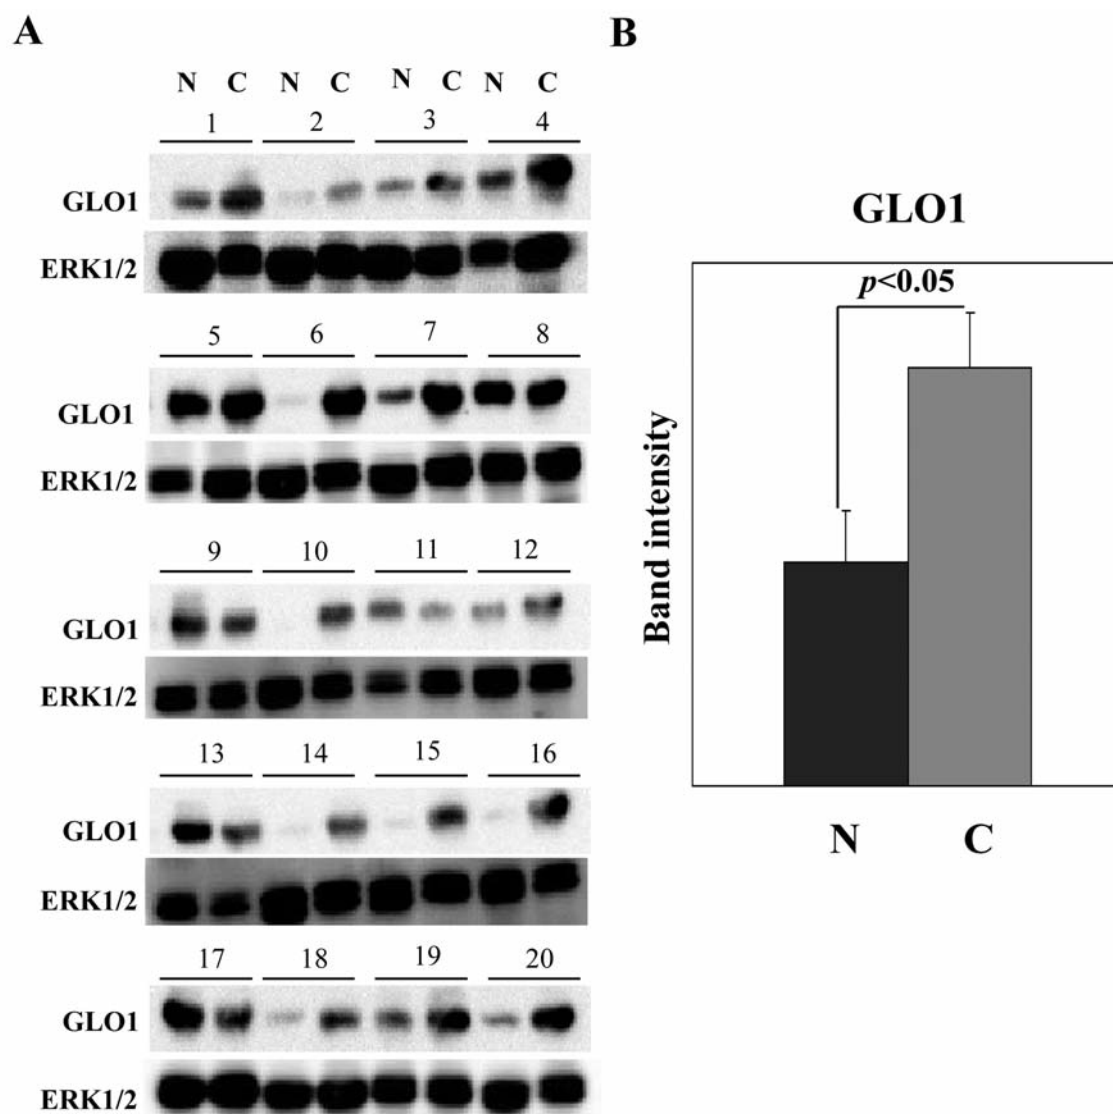 A
N C N C N C N C
1 2 3 4
GLO1
ERK1/2
5 6 7 8
GLO1
ERK1/2
9 10 11 12
GLO1
ERK1/2
13 14 15 16
GLO1
ERK1/2
17 18 19 20
GLO1
ERK1/2
B
GLO1
p<0.05
Band intensity
N C